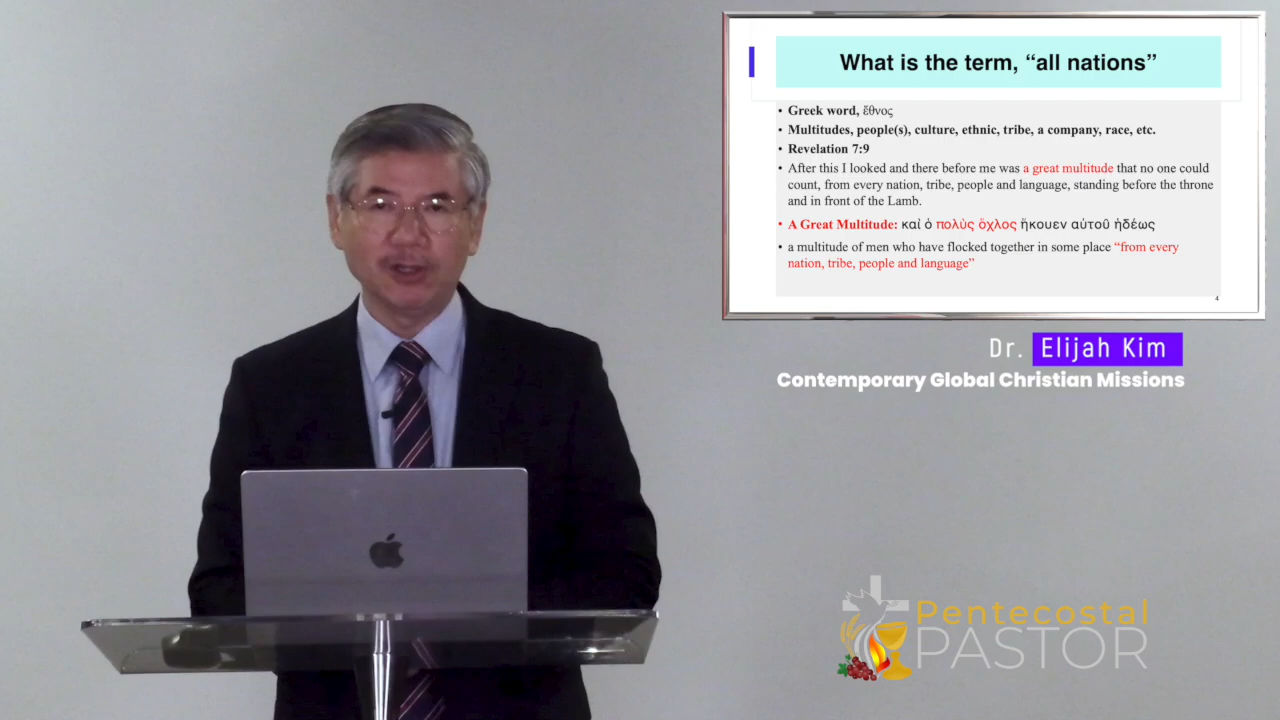 What is the term, “all nations”
• Greek word, ἔθνος
• Multitudes, people(s), culture, ethnic, tribe, a company, race, etc.
• Revelation 7:9
• After this I looked and there before me was a great multitude that no one could
count, from every nation, tribe, people and language, standing before the throne
and in front of the Lamb.
• A Great Multitude: καὶ ὁ πολὺς ὄχλος ἤκουεν αὐτοῦ ἡδέως
• a multitude of men who have flocked together in some place “from every
nation, tribe, people and language”
4
Dr. Elijah Kim
Contemporary Global Christian Missions
Pentecostal
PASTOR